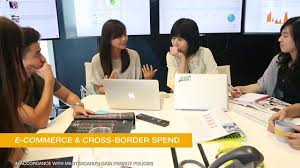 E-COMMERCE & CROSS-BORDER SPEND
IN ACCORDANCE WITH MASTERCARD'S DATA PRIVACY POLICIES